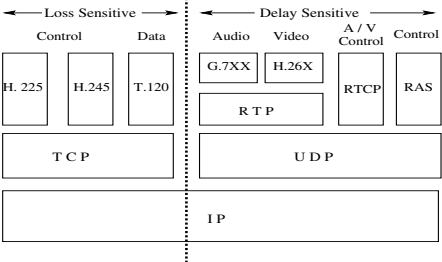 Loss Sensitive
Delay Sensitive
Control
Data
Audio
Video
A / V
Control
Control
H. 225
H.245
T.120
G.7XX
H.26X
RTCP
RAS
R T P
T C P
U D P
I P